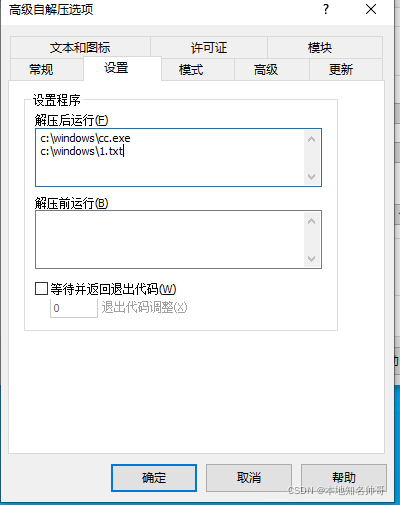 高级自解压选项
?
文本和图标 许可证 模块
常规 设置 模式 高级 更新
设置程序
解压后运行(F)
c:\windows\cc.exe
c:\windows\1.txt
解压前运行(B)
等待并返回退出代码(W)
0 退出代码调整(X)
确定 取消 帮助
CSDN @本地知名帅哥